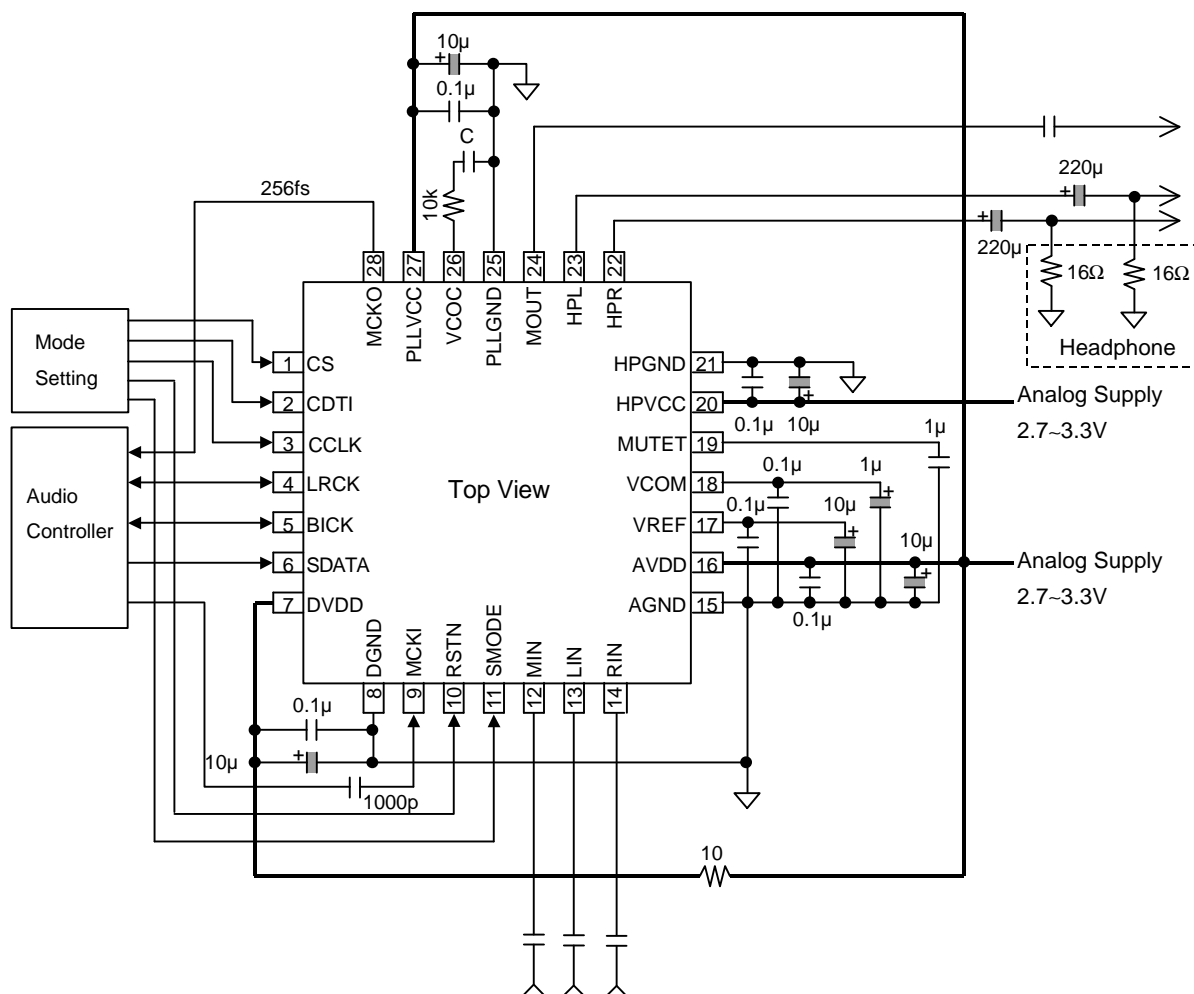 10µ
+
0.1µ
C
10k
256fs
220µ
+
+
220µ
16Ω
16Ω
Headphone
28
27
26
25
24
23
22
MCKO
PLLVCC
VCOC
PLLGND
MOUT
HPL
HPR
Mode
Setting
Audio
Controller
1 CS
2 CDTI
3 CCLK
4 LRCK
5 BICK
6 SDATA
7 DVDD
Top View
HPGND 21
HPVCC 20
MUTET 19
VCOM 18
VREF 17
AVDD 16
AGND 15
0.1µ
10µ
+
Analog Supply
2.7~3.3V
1µ
0.1µ
1µ
+
0.1µ
10µ
+
10µ
+
0.1µ
Analog Supply
2.7~3.3V
DGND
MCKI
RSTN
SMODE
MIN
LIN
RIN
8
9
10
11
12
13
14
0.1µ
10µ
+
1000p
10